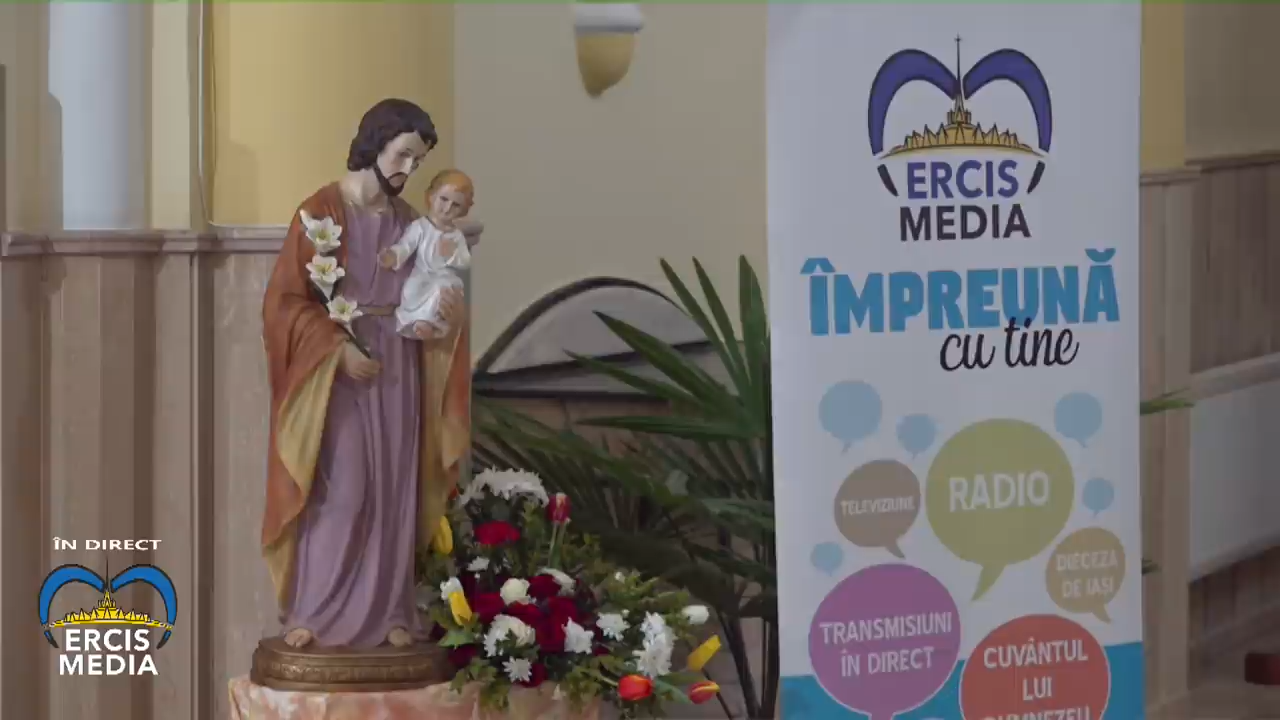 ERCIS
MEDIA
ÎMPREUNĂ
cu tine
TELEVIZIUNE
RADIO
DIECEZA
DE IAȘI
TRANSMISIUNI
ÎN DIRECT
CUVÂNTUL
LUI
ÎN DIRECT
ERCIS
MEDIA